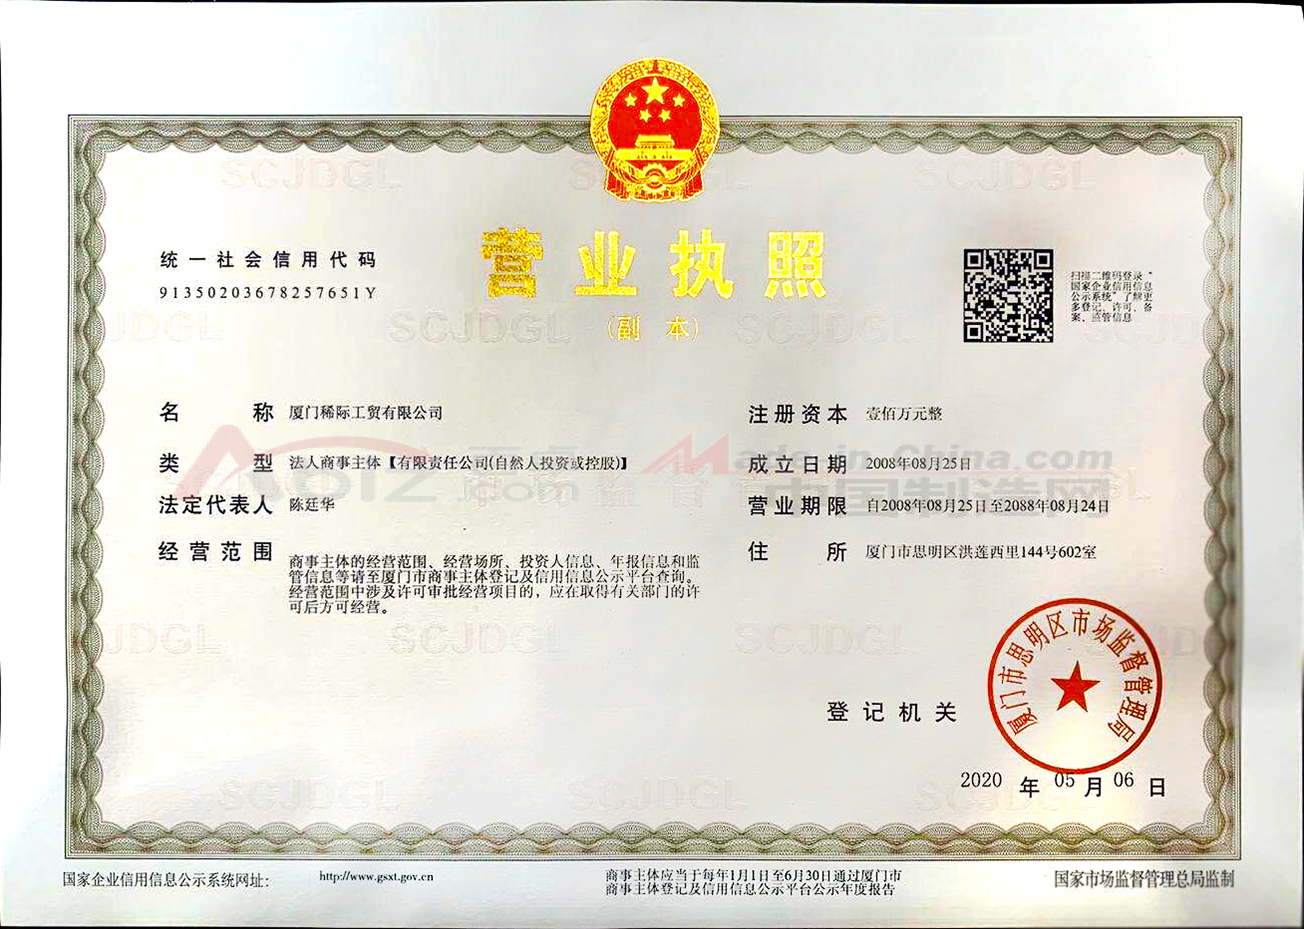 SCJDGL SCJDGL SCJDGL
营业执照
(副 本)
统一社会信用代码
91350203678257651Y
扫描二维码登录“
国家企业信用信息
公示系统”了解更
多登记、许可、备
案、监管信息
JDGL SCJDGL SCJDGL SCJD
名 称 厦门稀际工贸有限公司
类 型 法人商事主体【有限责任公司(自然人投资或控股)】
法定代表人 陈廷华
经营范围 商事主体的经营范围、经营场所、投资人信息、年报信息和监
管信息等请至厦门市商事主体登记及信用信息公示平台查询。
经营范围中涉及许可审批经营项目的，应在取得有关部门的许
可后方可经营。
注册资本 壹佰万元整
成立日期 2008年08月25日
营业期限 自2008年08月25日至2088年08月24日
住 所 厦门市思明区洪莲西里144号602室
Made-in-China.com
中国制造网
JDGL SCJDGL SCJDGL SCJD
登记机关
厦门市思明区市场监督管理局
2020 年 05 月 06 日
SCJDGL SCJDGL SCJDGL
国家企业信用信息公示系统网址： http://www.gsxt.gov.cn
商事主体应当于每年1月1日至6月30日通过厦门市
商事主体登记及信用信息公示平台公示年度报告
国家市场监督管理总局监制